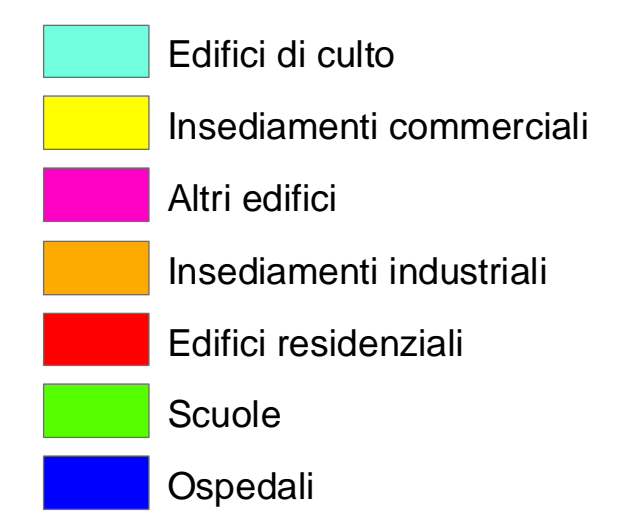 Edifici di culto
Insediamenti commerciali
Altri edifici
Insediamenti industriali
Edifici residenziali
Scuole
Ospedali